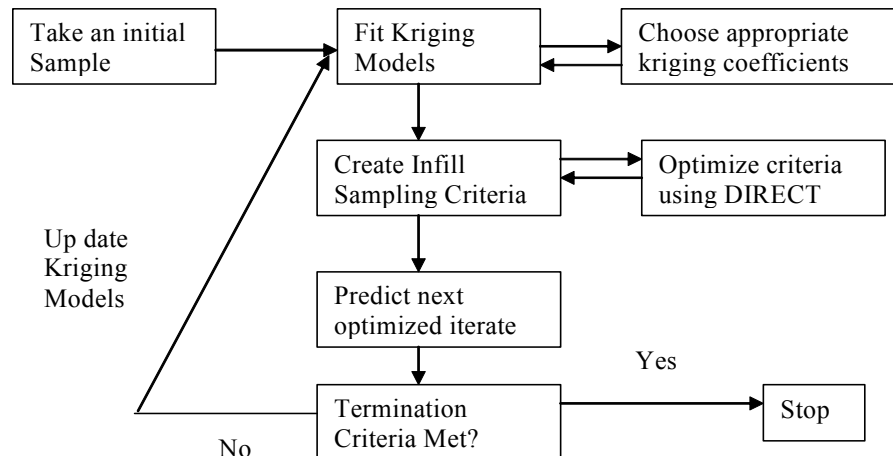 Take an initial
Sample
Fit Kriging
Models
Choose appropriate
kriging coefficients
Create Infill
Sampling Criteria
Optimize criteria
using DIRECT
Up date
Kriging
Models
Predict next
optimized iterate
Yes
Termination
Criteria Met?
Stop
No